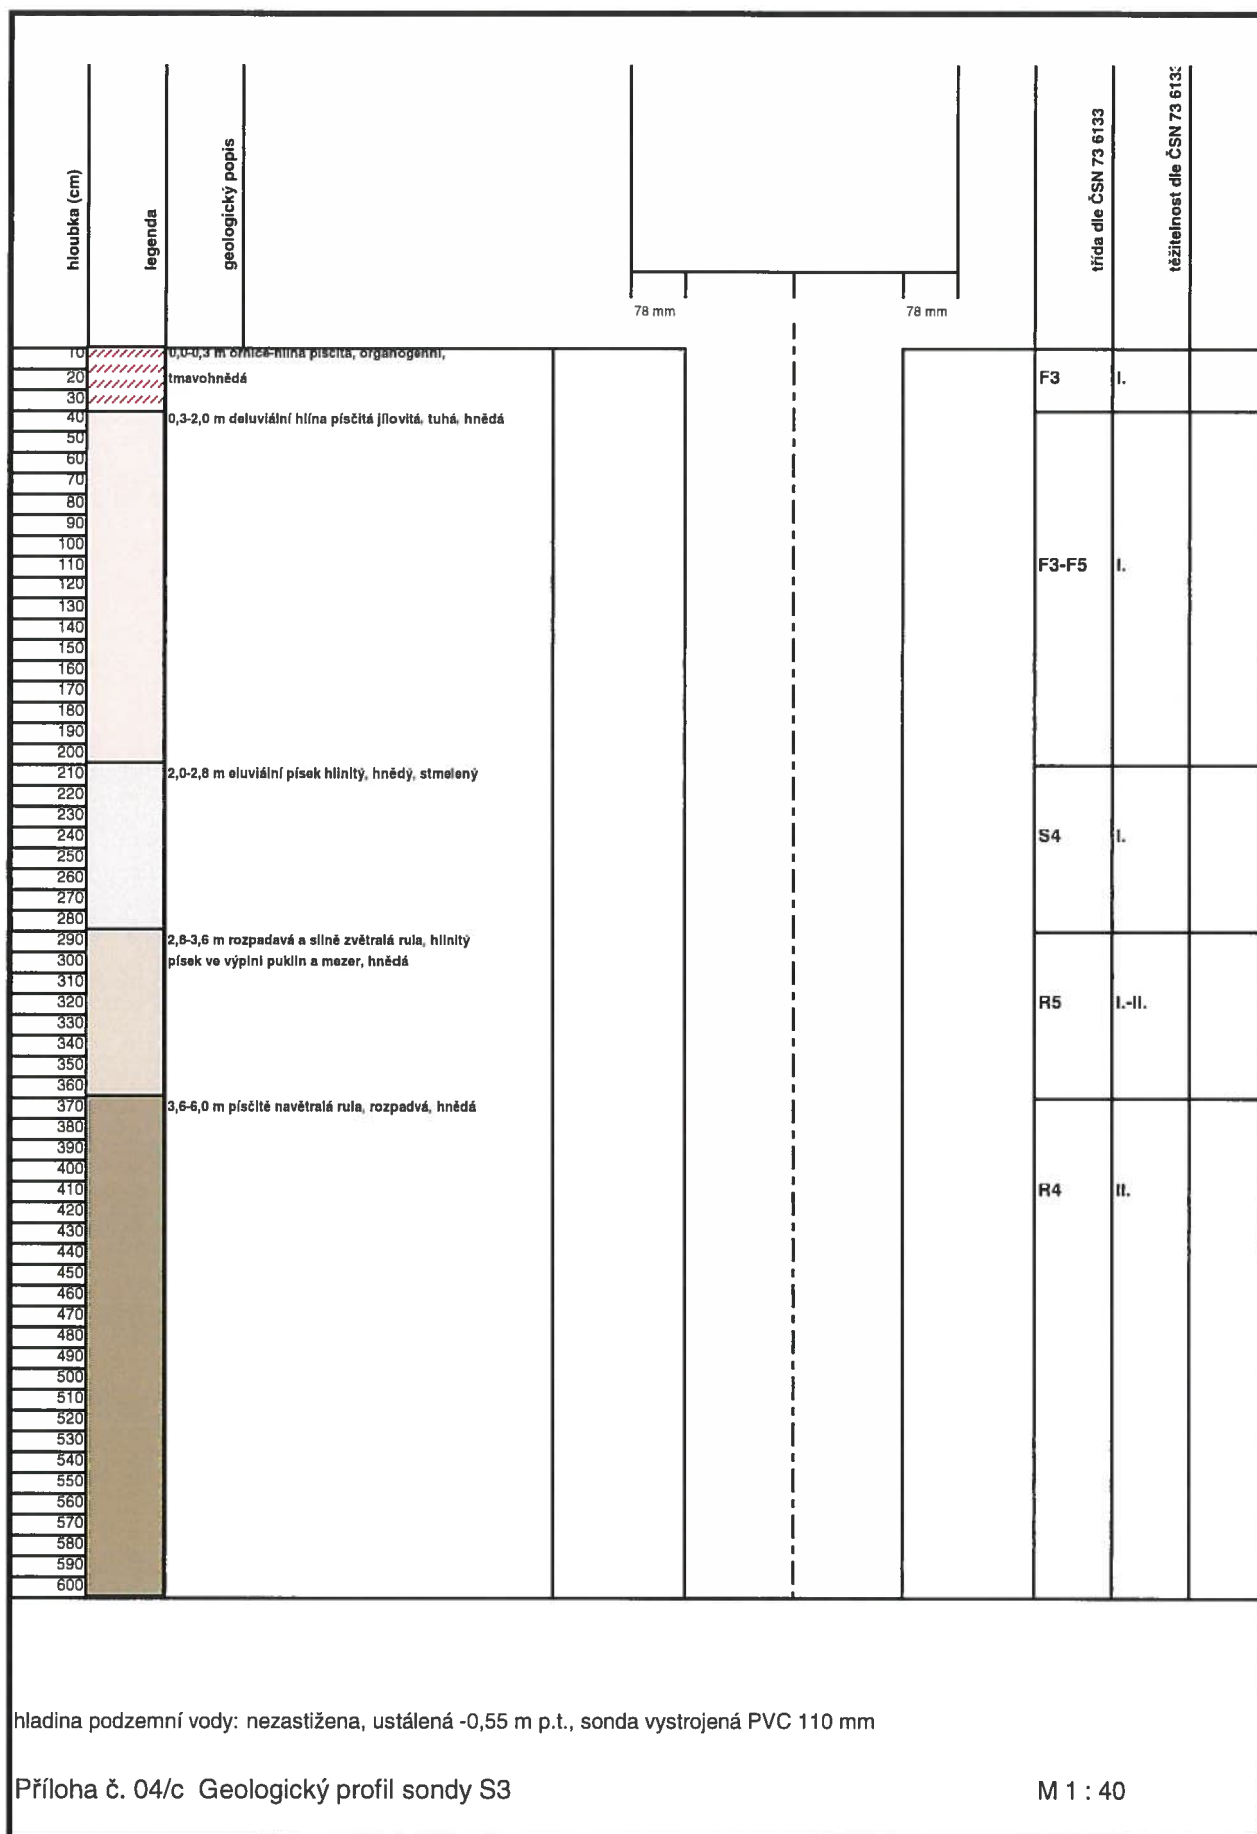 hloubka (cm)
legenda
geologický popis
třída dle ČSN 73 6133
těžitelnost dle ČSN 73 6133
78 mm
78 mm
10
0,0-0,3 m ornice-hlína písčitá, organogenní,
20
tmavohnědá
F3
I.
30
40
0,3-2,0 m deluviální hlína písčitá jílovitá, tuhá, hnědá
50
60
70
80
90
100
110
F3-F5
I.
120
130
140
150
160
170
180
190
200
210
2,0-2,8 m eluviální písek hlinitý, hnědý, stmelený
220
230
240
S4
I.
250
260
270
280
290
2,8-3,6 m rozpadavá a silně zvětralá rula, hlinitý
300
písek ve výplni puklin a mezer, hnědá
310
320
R5
I.-II.
330
340
350
360
370
3,6-6,0 m písčitě navětralá rula, rozpadvá, hnědá
380
390
400
410
R4
II.
420
430
440
450
460
470
480
490
500
510
520
530
540
550
560
570
580
590
600
hladina podzemní vody: nezastižena, ustálená -0,55 m p.t., sonda vystrojená PVC 110 mm
Příloha č. 04/c Geologický profil sondy S3
M 1 : 40